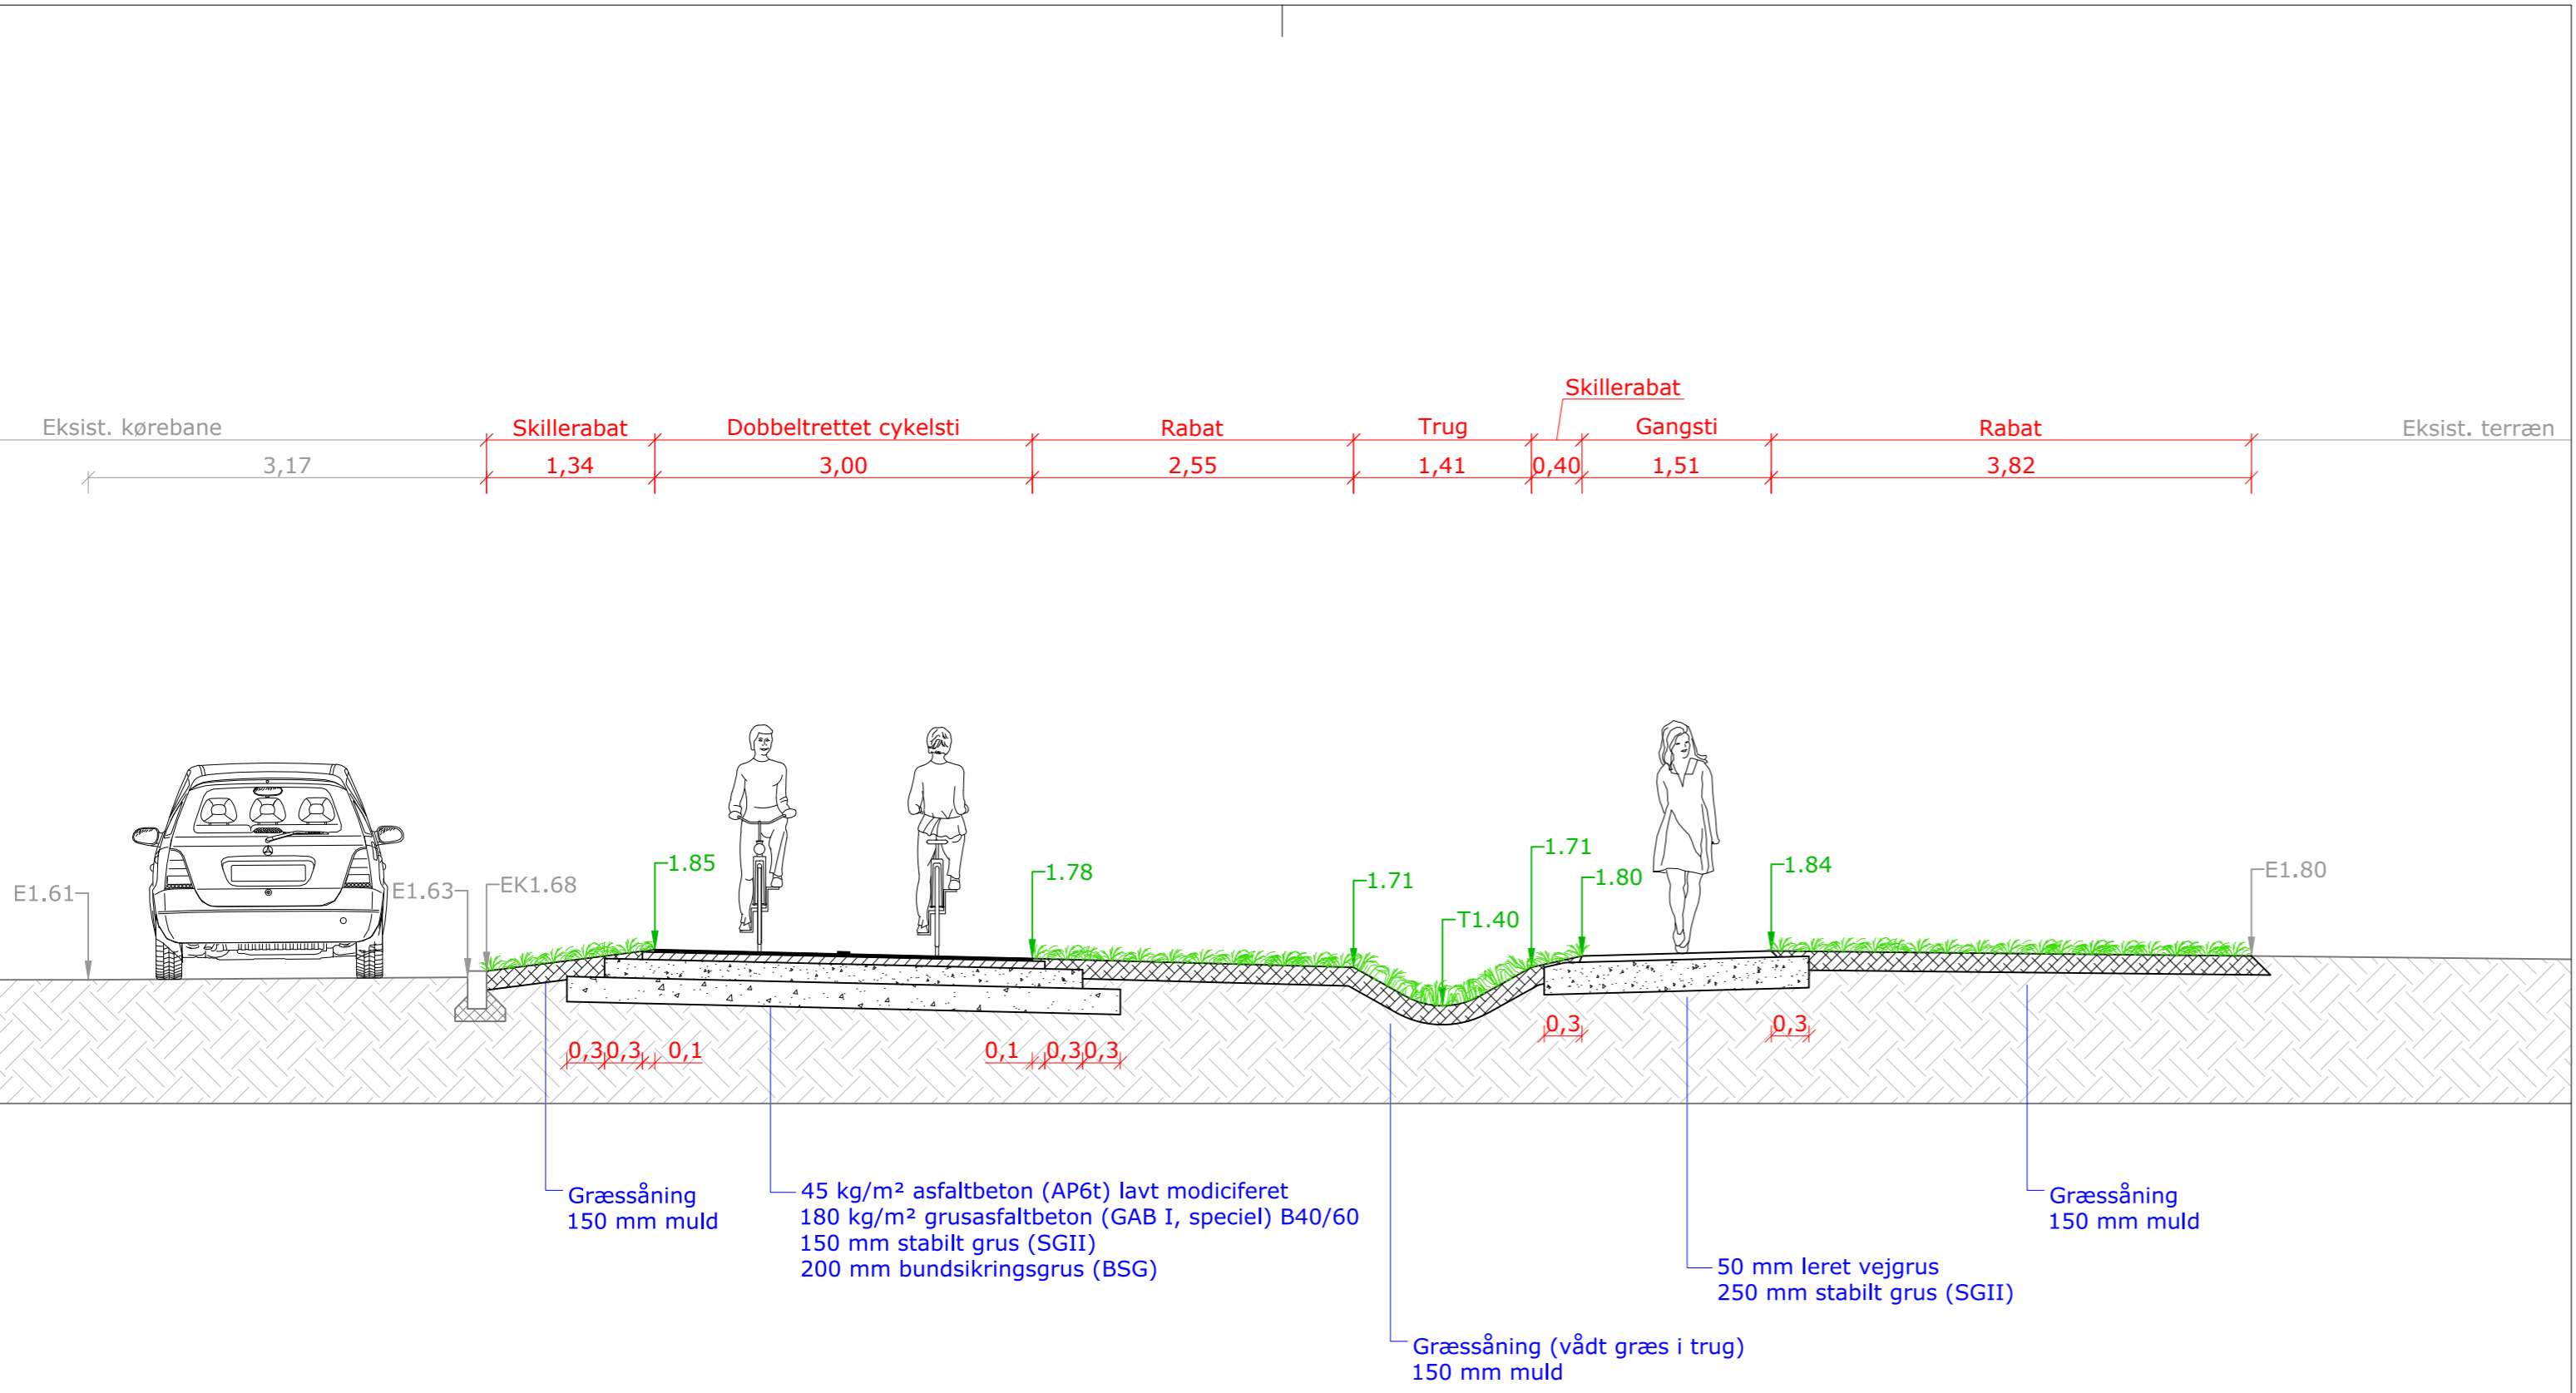 Skillerabat
Eksist. kørebane
Skillerabat
Dobbeltrettet cykelsti
Rabat
Trug
Gangsti
Rabat
Eksist. terræn
3,17
1,34
3,00
2,55
1,41
0,40
1,51
3,82
E1.61
E1.63
EK1.68
1.85
1.78
1.71
T1.40
1.71
1.80
1.84
E1.80
0,3
0,3
0,1
0,1
0,3
0,3
0,3
0,3
Græssåning
150 mm muld
45 kg/m² asfaltbeton (AP6t) lavt modiciferet
180 kg/m² grusasfaltbeton (GAB I, speciel) B40/60
150 mm stabilt grus (SGII)
200 mm bundsikringsgrus (BSG)
Græssåning (vådt græs i trug)
150 mm muld
50 mm leret vejgrus
250 mm stabilt grus (SGII)
Græssåning
150 mm muld